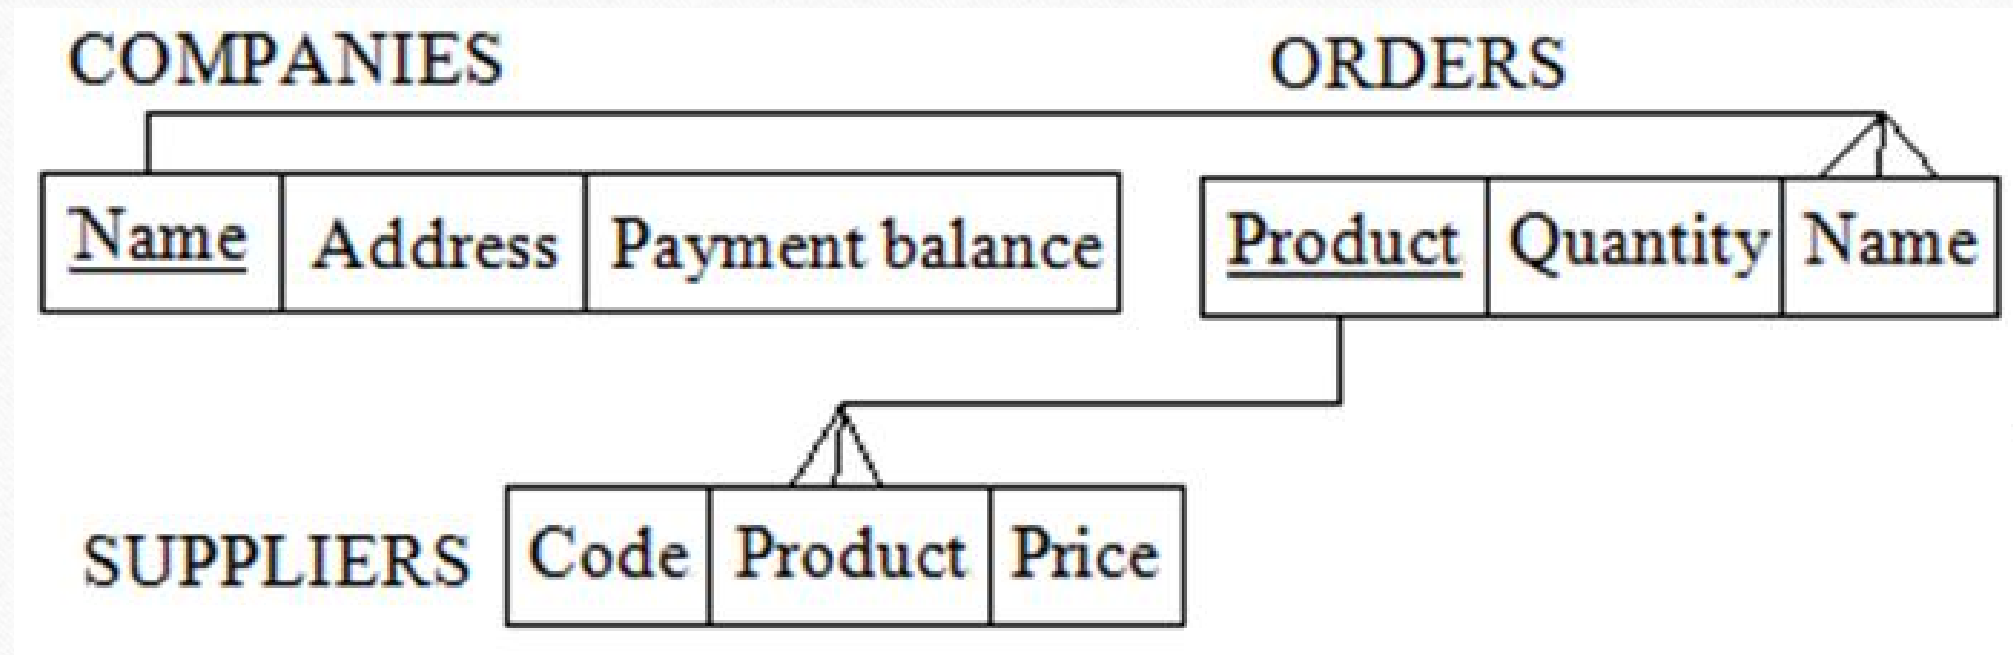 COMPANIES ORDERS
Name Address Payment balance Product Quantity Name
SUPPLIERS Code Product Price